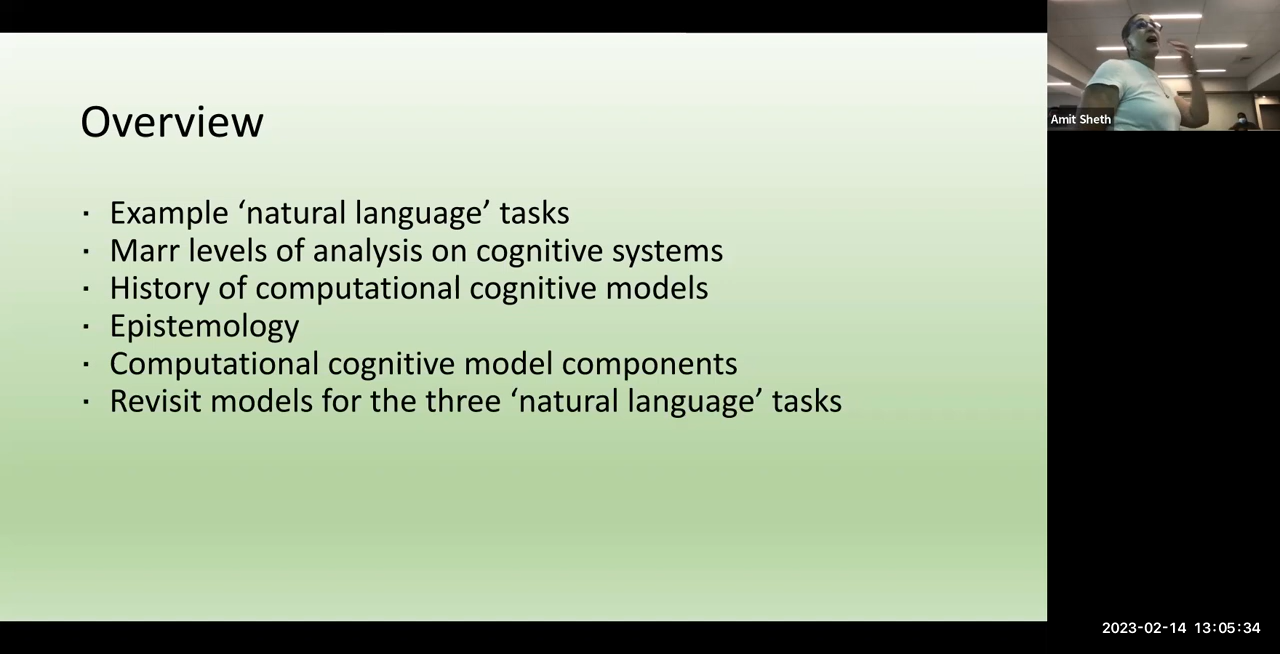 Overview
· Example ‘natural language’ tasks
· Marr levels of analysis on cognitive systems
· History of computational cognitive models
· Epistemology
· Computational cognitive model components
· Revisit models for the three ‘natural language’ tasks
Amit Sheth
2023-02-14 13:05:34